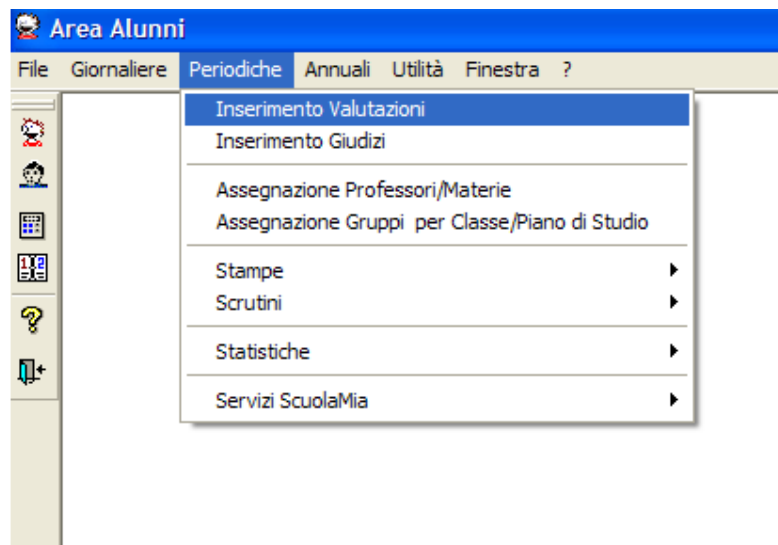 Area Alunni
File Giornaliere Periodiche Annuali Utilità Finestra ?
Inserimento Valutazioni
Inserimento Giudizi
Assegnazione Professori/Materie
Assegnazione Gruppi per Classe/Piano di Studio
Stampe
Scrutini
Statistiche
Servizi ScuolaMia